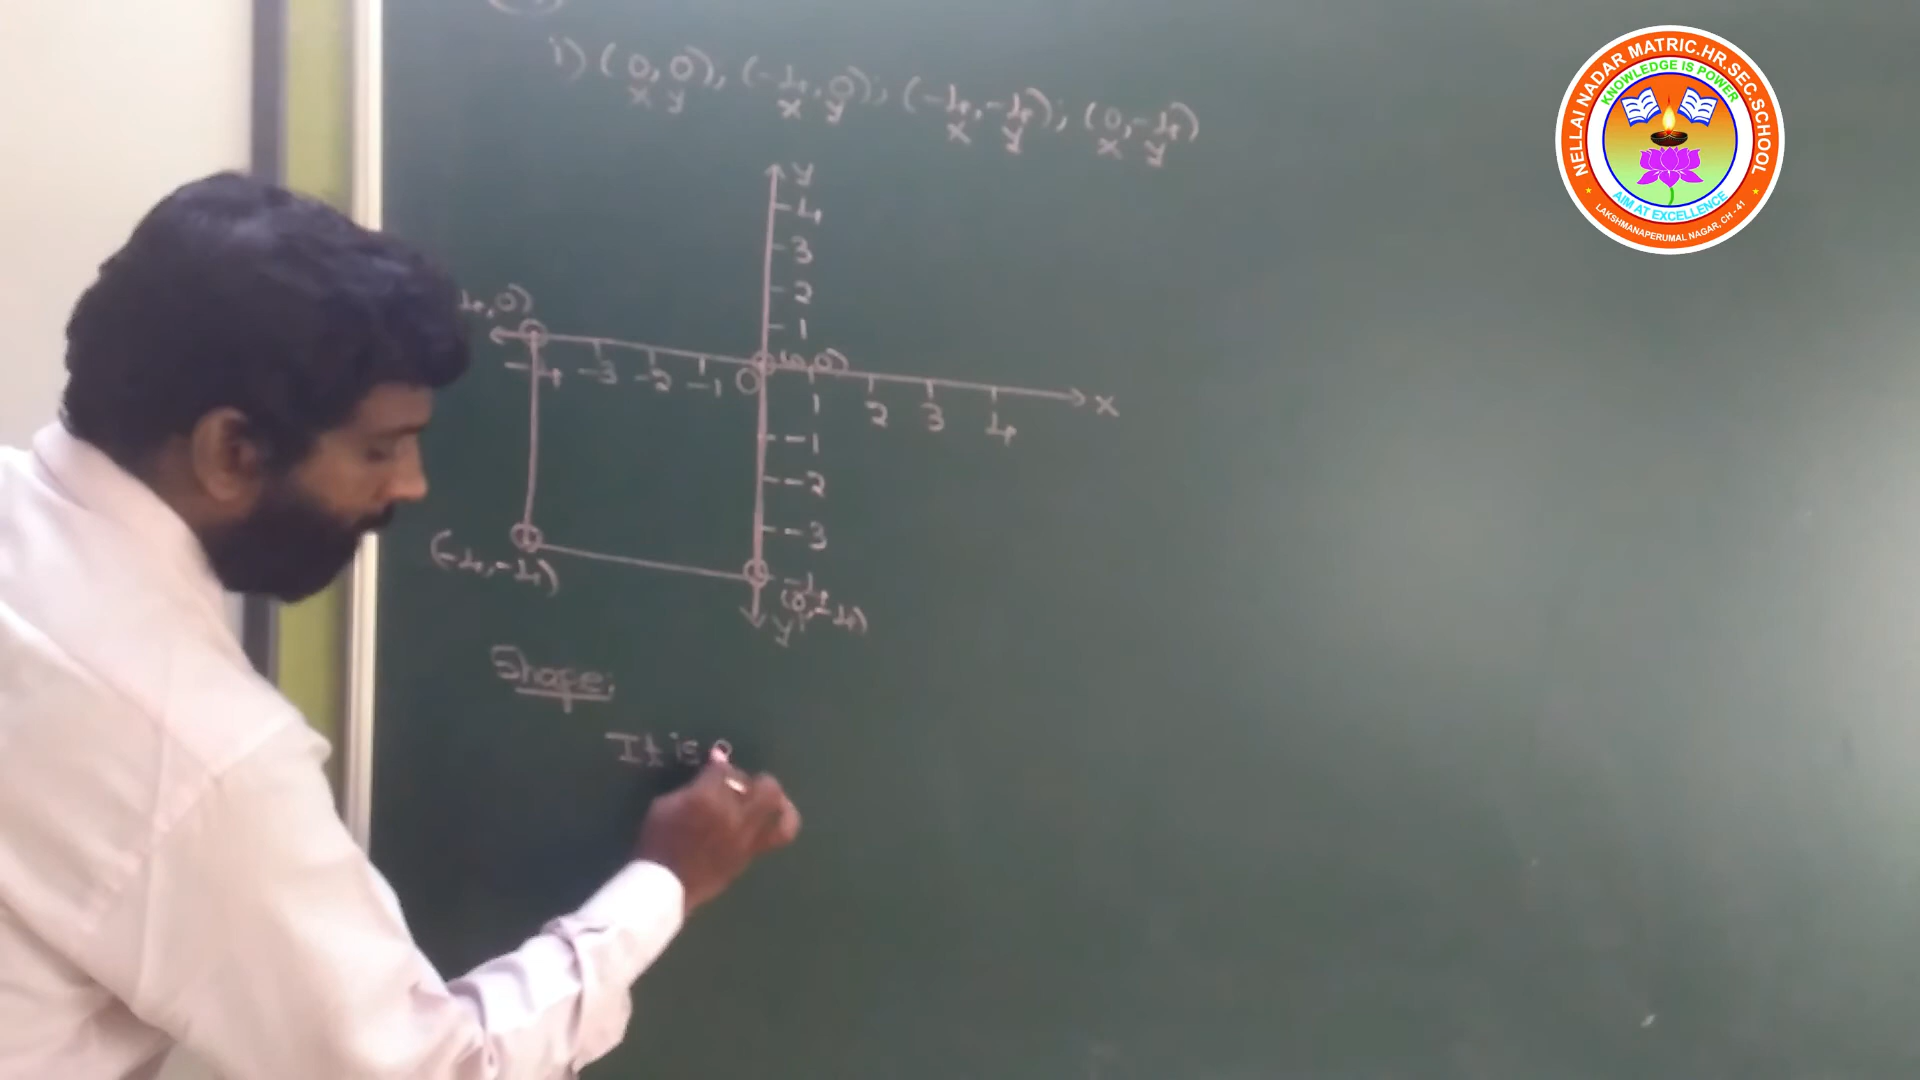 i) (0,0), (-4,0); (-4,-4); (0,-4)
x y x y x y x y
y
4
3
2
1
4,0)
(0,0)
-4 -3 -2 -1 0 1 2 3 4 x
-1
-2
-3
-4
(-4,-4)
(0,-4)
y'
Shape:
It is a
NELLAI NADAR MATRIC.HR.SEC.SCHOOL
KNOWLEDGE IS POWER
AIM AT EXCELLENCE
LAKSHMANAPERUMAL NAGAR, CH - 41